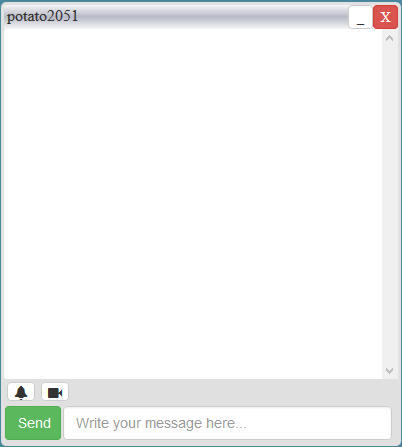 potato2051
_ X
Send Write your message here...